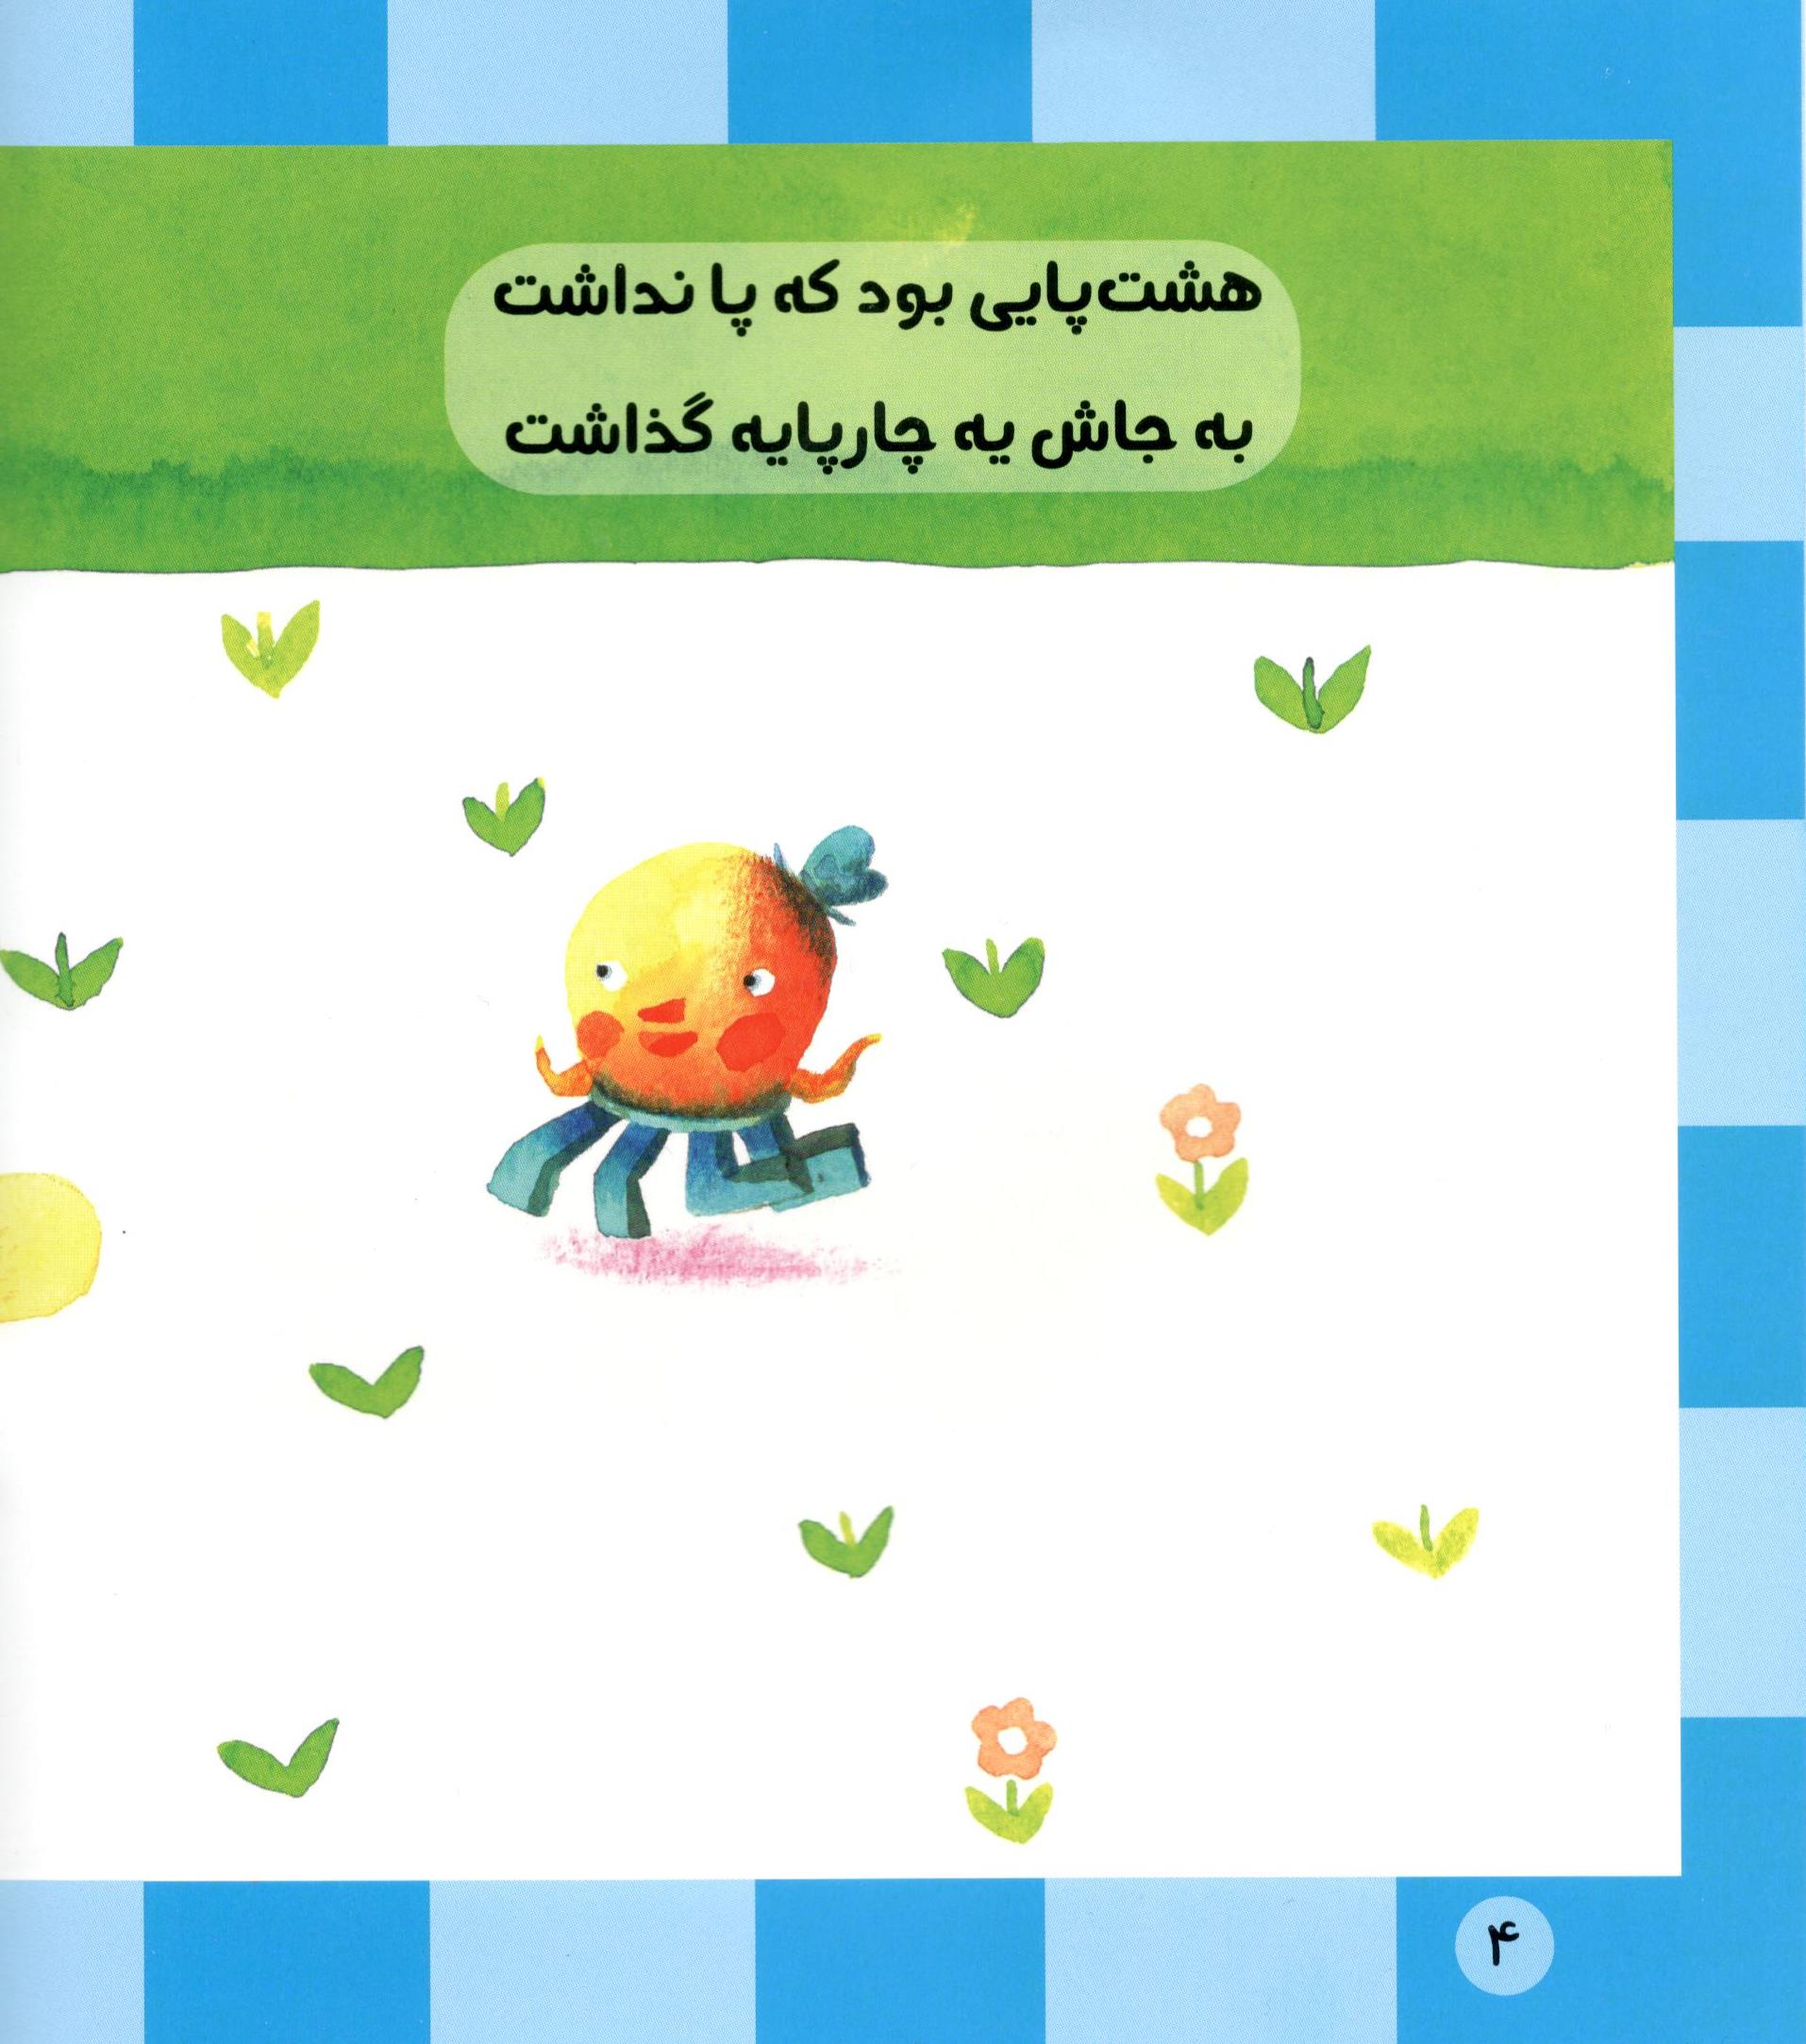 هشت‌پایی بود که پا نداشت
به جاش یه چارپایه گذاشت
۴